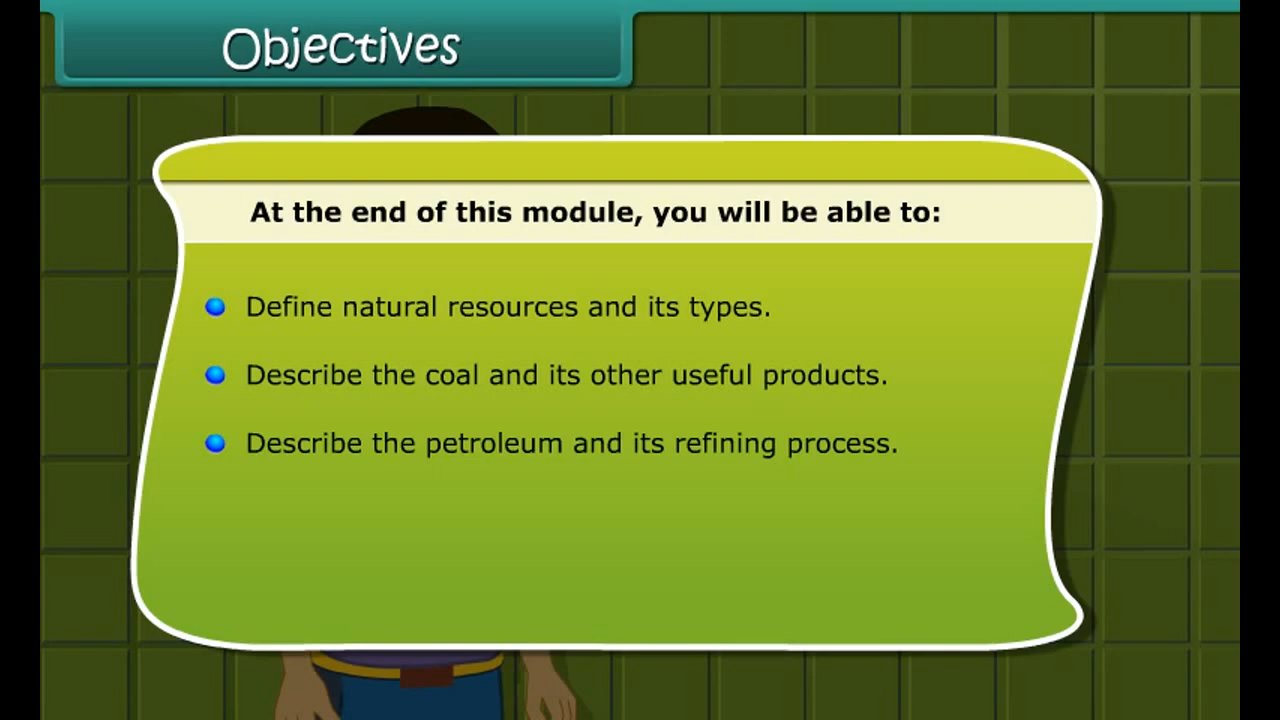 Objectives
At the end of this module, you will be able to:
Define natural resources and its types.
Describe the coal and its other useful products.
Describe the petroleum and its refining process.